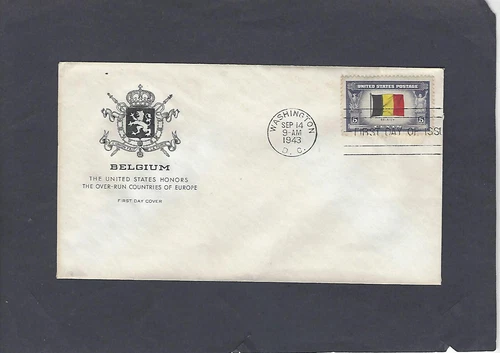 BELGIUM
THE UNITED STATES HONORS
THE OVER-RUN COUNTRIES OF EUROPE
FIRST DAY COVER
WASHINGTON
SEP 14
9-AM
1943
D. C.
UNITED STATES POSTAGE
5 5
BELGIUM
FIRST DAY OF ISSU